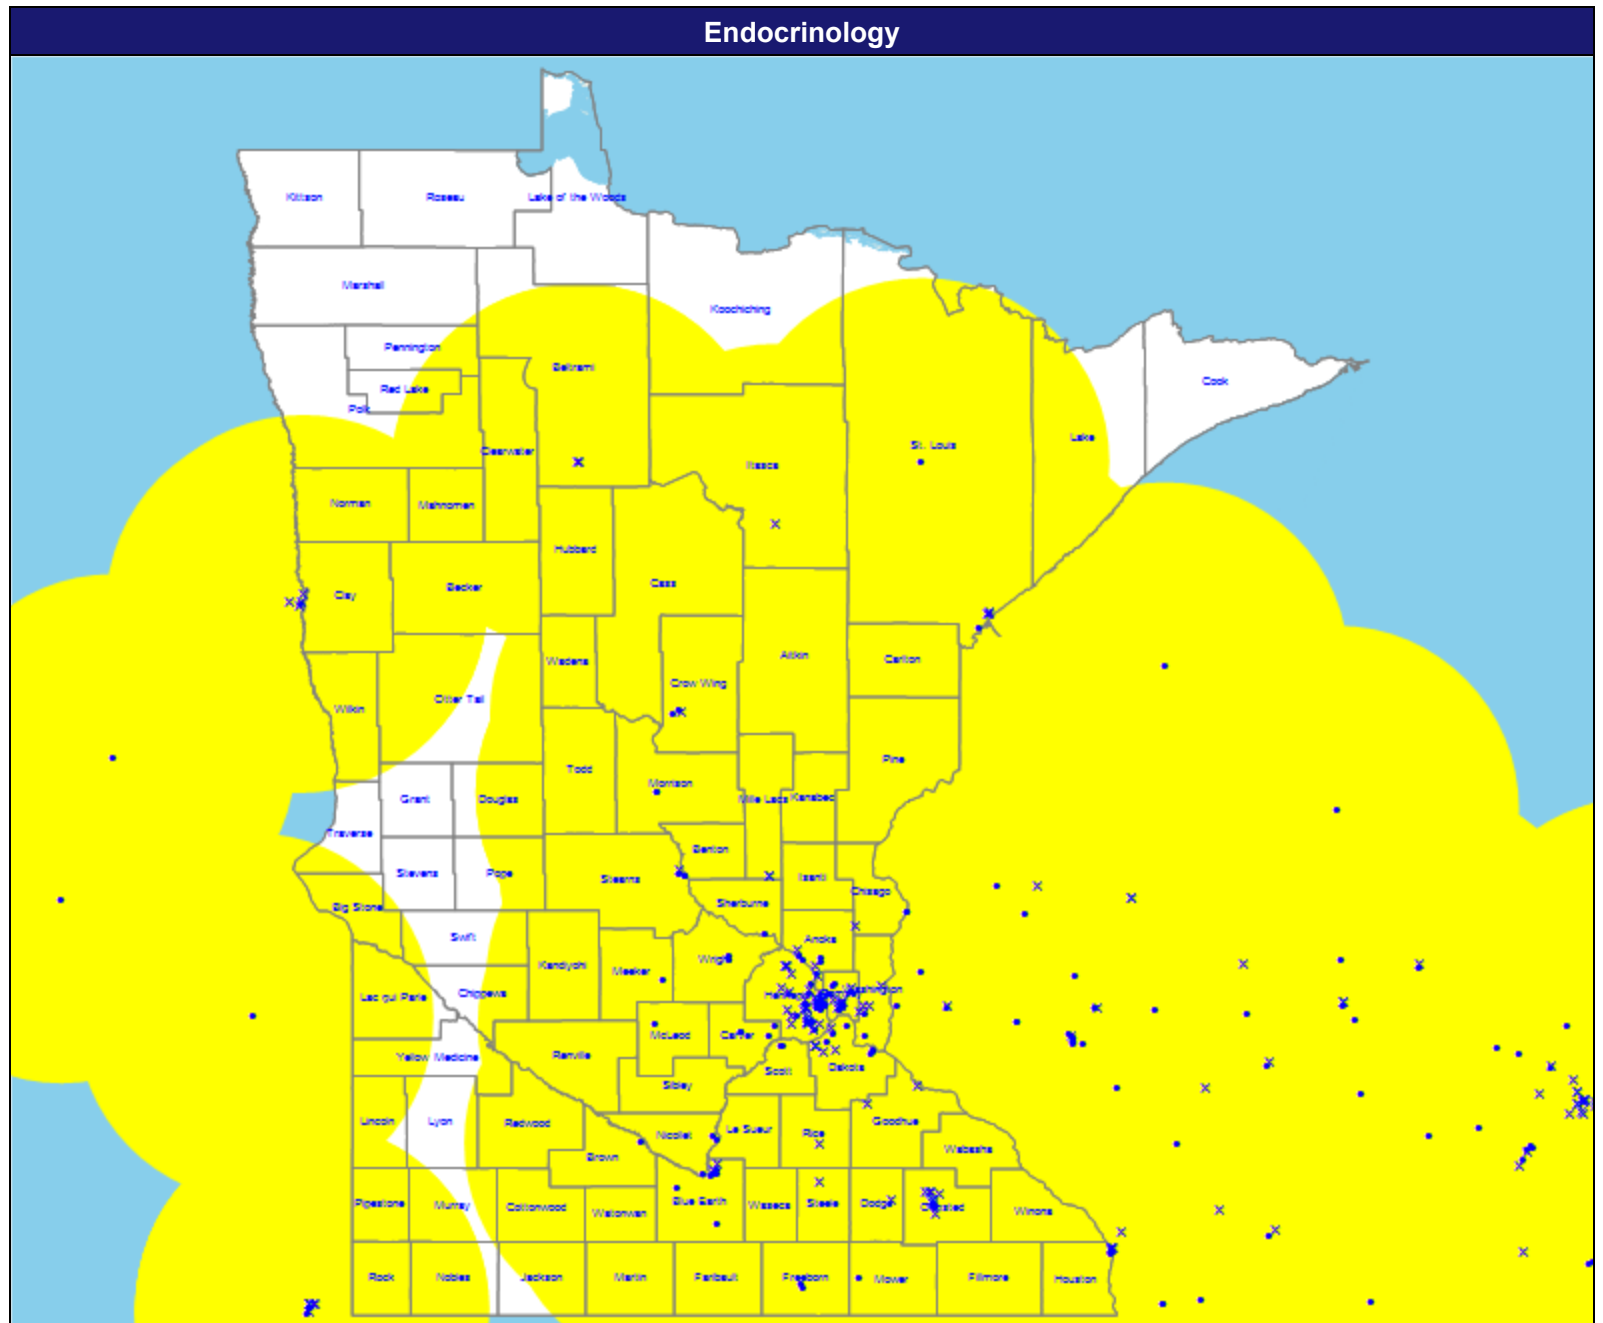 Endocrinology
Kittson
Roseau
Lake of the Woods
Marshall
Koochiching
Pennington
Beltrami
Cook
Red Lake
Polk
Lake
St. Louis
Clearwater
Itasca
Norman
Mahnomen
Hubbard
Cass
Becker
Clay
Aitkin
Carlton
Wadena
Crow Wing
Otter Tail
Wilkin
Pine
Todd
Morrison
Grant
Douglas
Mille Lacs
Kanabec
Traverse
Benton
Stevens
Pope
Stearns
Isanti
Chisago
Sherburne
Big Stone
Swift
Anoka
Wright
Kandiyohi
Meeker
Lac qui Parle
Chippewa
Washington
McLeod
Carver
Yellow Medicine
Renville
Scott
Dakota
Sibley
Lincoln
Lyon
Redwood
Le Sueur
Rice
Goodhue
Nicollet
Wabasha
Brown
Pipestone
Murray
Cottonwood
Watonwan
Blue Earth
Waseca
Steele
Dodge
Olmsted
Winona
Rock
Nobles
Jackson
Martin
Faribault
Freeborn
Mower
Fillmore
Houston